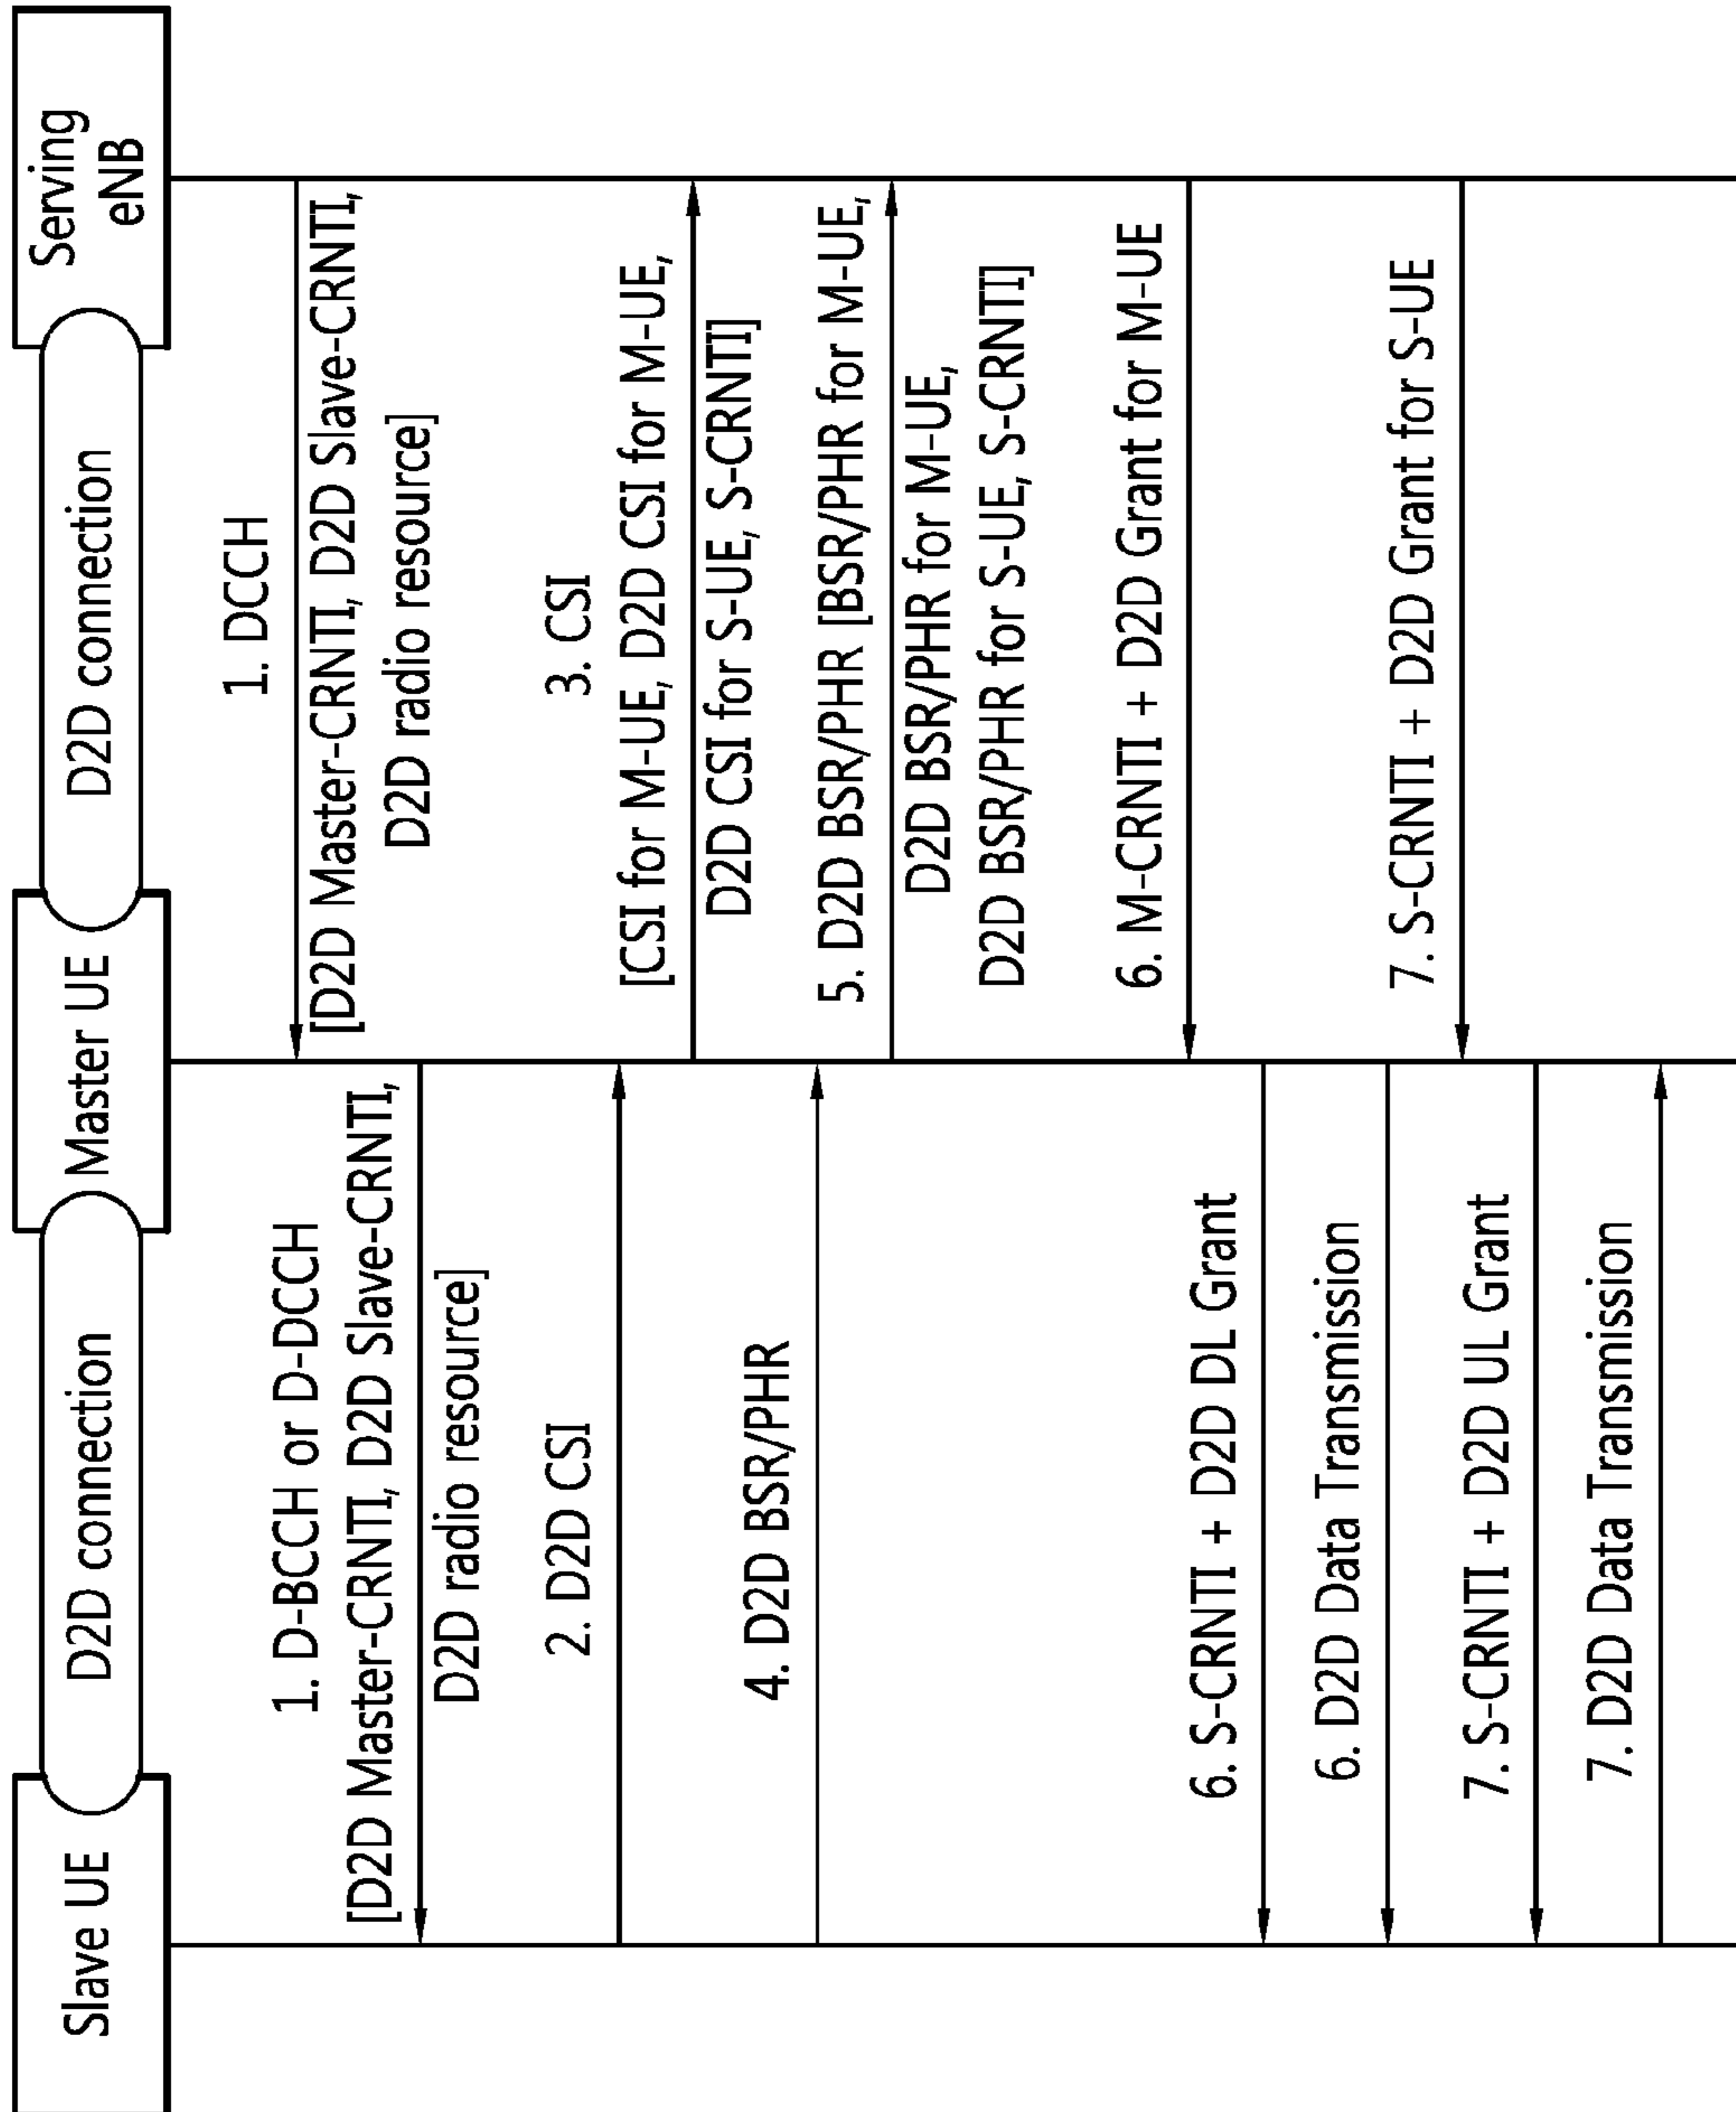 Slave UE
D2D connection
Master UE
D2D connection
Serving
eNB
1. DCCH
[D2D Master-CRNTI, D2D Slave-CRNTI,
D2D radio resource]
1. D-BCCH or D-DCCH
[D2D Master-CRNTI, D2D Slave-CRNTI,
D2D radio resource]
2. D2D CSI
3. CSI
[CSI for M-UE, D2D CSI for M-UE,
D2D CSI for S-UE, S-CRNTI]
4. D2D BSR/PHR
5. D2D BSR/PHR [BSR/PHR for M-UE,
D2D BSR/PHR for M-UE,
D2D BSR/PHR for S-UE, S-CRNTI]
6. M-CRNTI + D2D Grant for M-UE
6. S-CRNTI + D2D DL Grant
6. D2D Data Transmission
7. S-CRNTI + D2D Grant for S-UE
7. S-CRNTI + D2D UL Grant
7. D2D Data Transmission